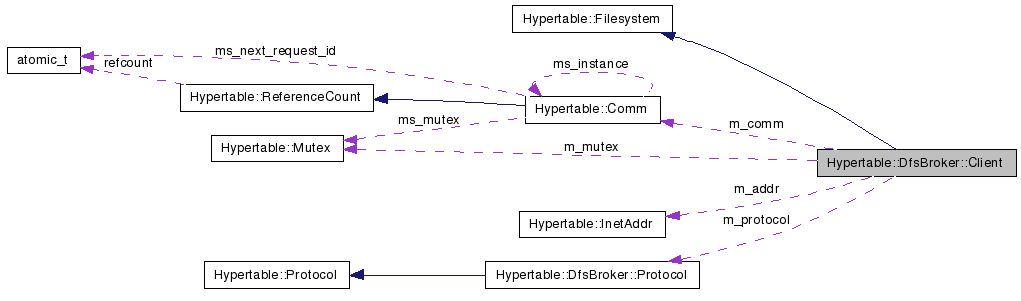 Hypertable::Filesystem
ms_next_request_id
atomic_t
refcount
ms_instance
Hypertable::ReferenceCount
Hypertable::Comm
ms_mutex
m_comm
Hypertable::Mutex
m_mutex
Hypertable::DfsBroker::Client
m_addr
Hypertable::InetAddr
m_protocol
Hypertable::Protocol
Hypertable::DfsBroker::Protocol